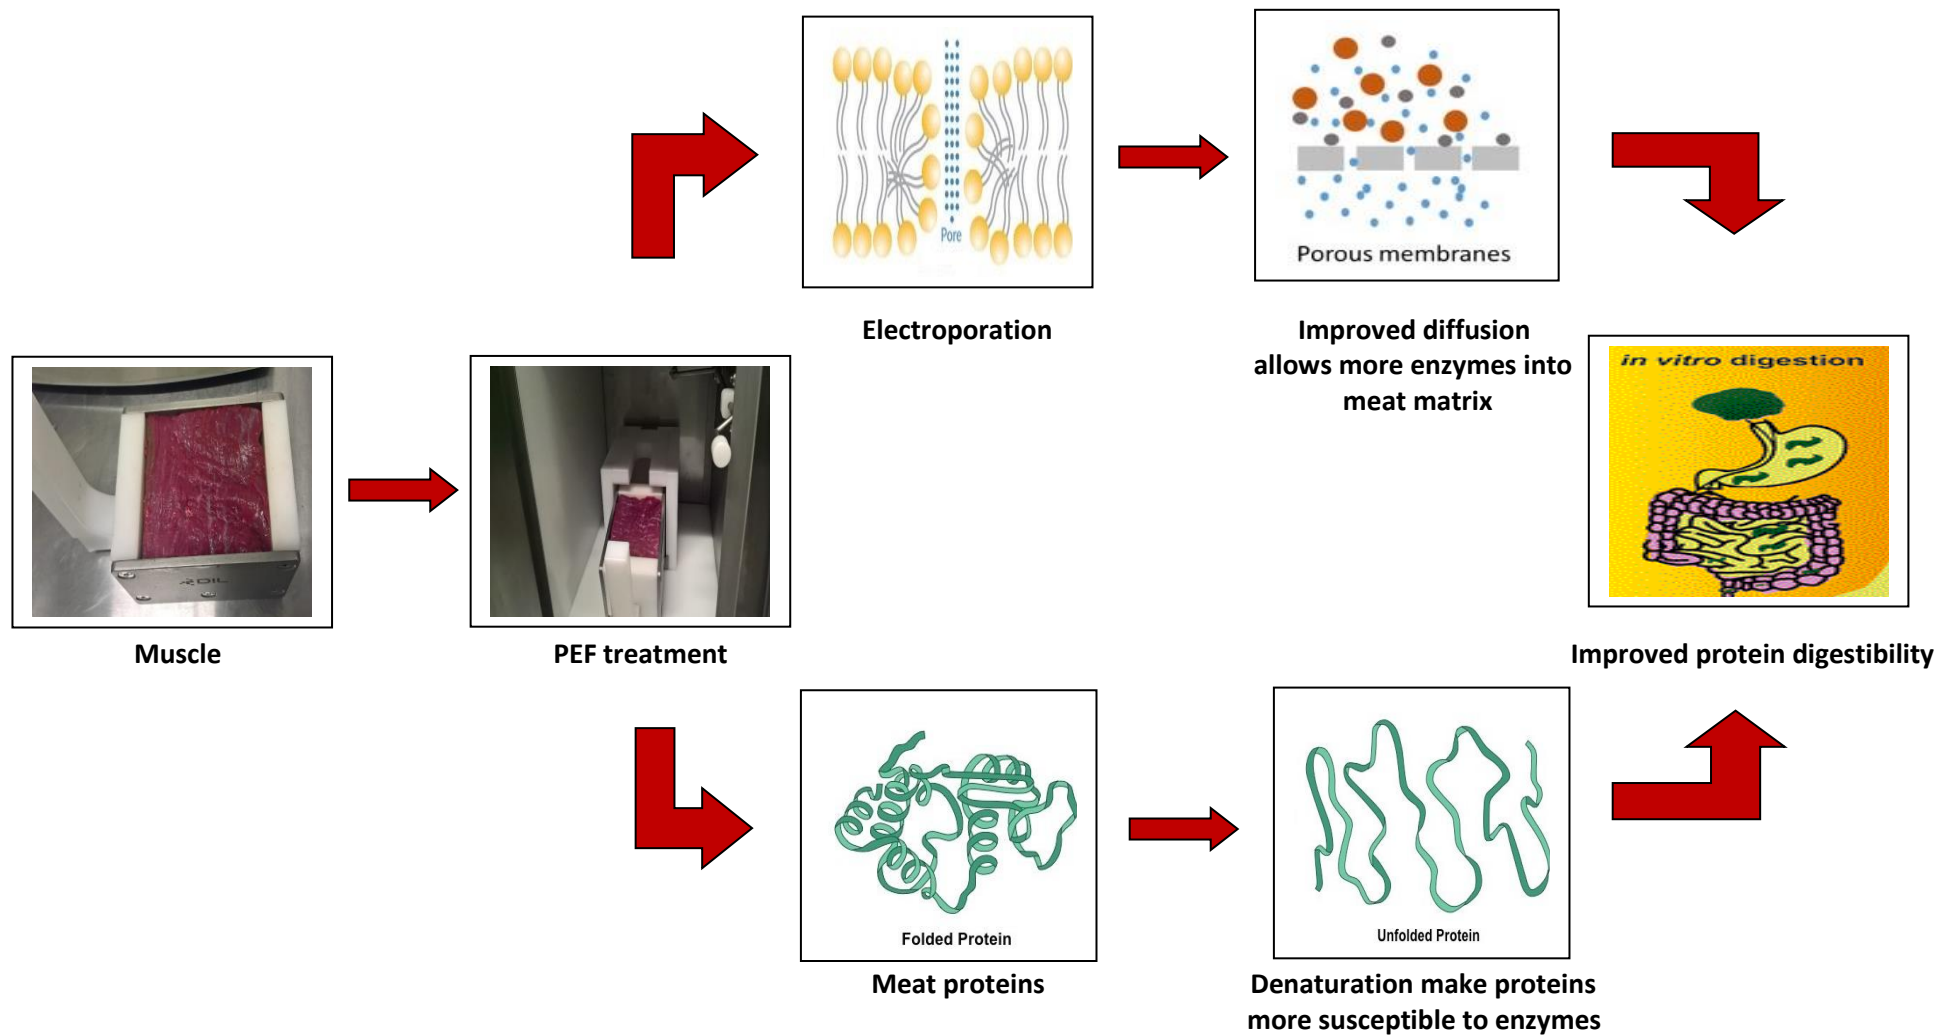 Pore
Electroporation
Porous membranes
Improved diffusion
allows more enzymes into
meat matrix
DIL
Muscle
PEF treatment
in vitro digestion
Improved protein digestibility
Folded Protein
Meat proteins
Unfolded Protein
Denaturation make proteins
more susceptible to enzymes